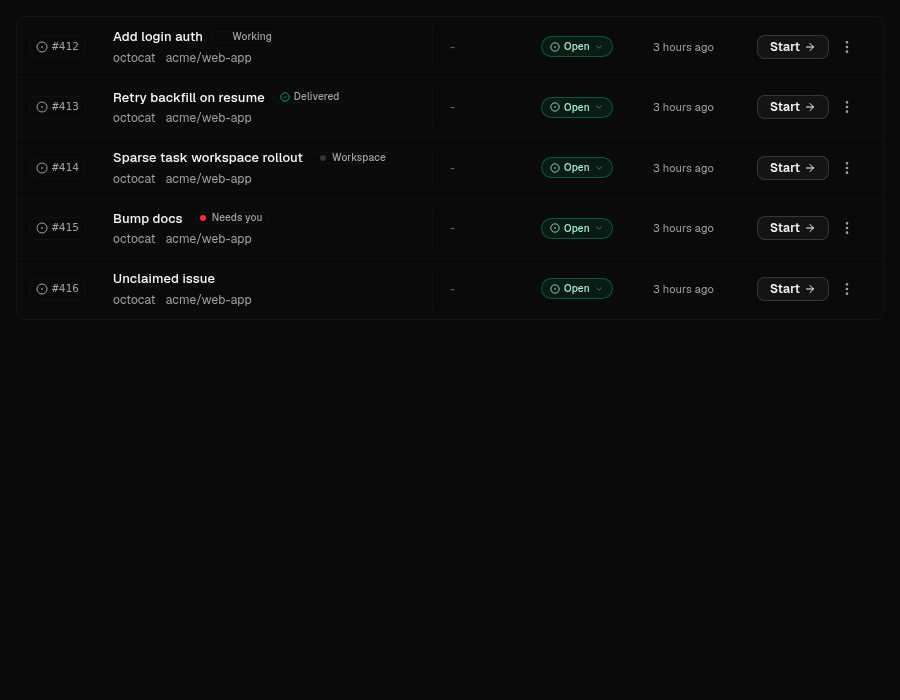 #412 Add login auth Working - Open 3 hours ago Start
octocat acme/web-app
#413 Retry backfill on resume Delivered - Open 3 hours ago Start
octocat acme/web-app
#414 Sparse task workspace rollout Workspace - Open 3 hours ago Start
octocat acme/web-app
#415 Bump docs Needs you - Open 3 hours ago Start
octocat acme/web-app
#416 Unclaimed issue - Open 3 hours ago Start
octocat acme/web-app